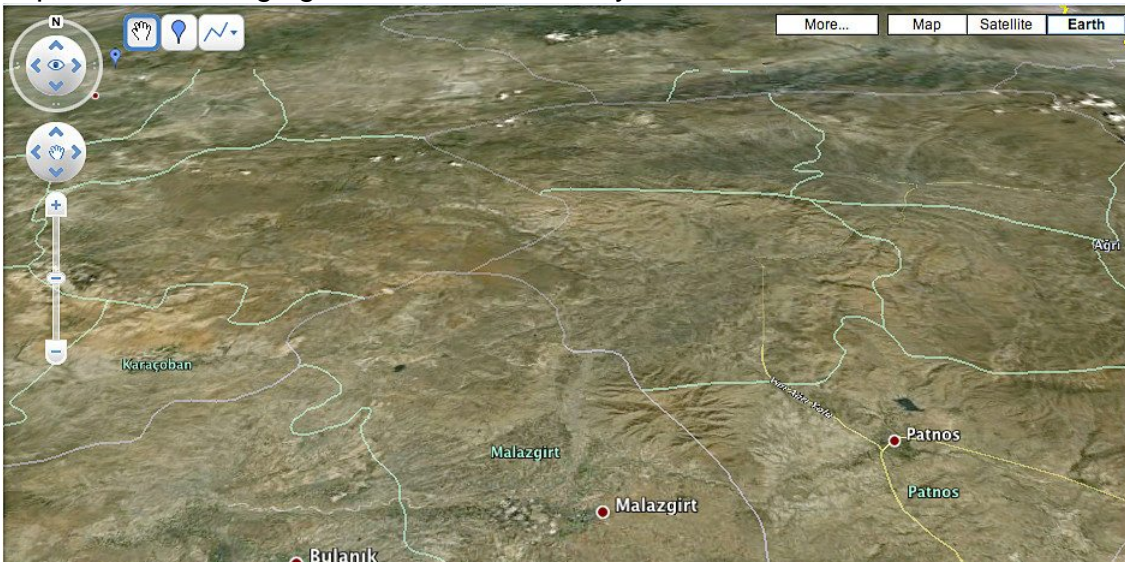 N
More...
Map
Satellite
Earth
Ağrı
Karaçoban
Patnos
Malazgirt
Patnos
Malazgirt
Bulanık